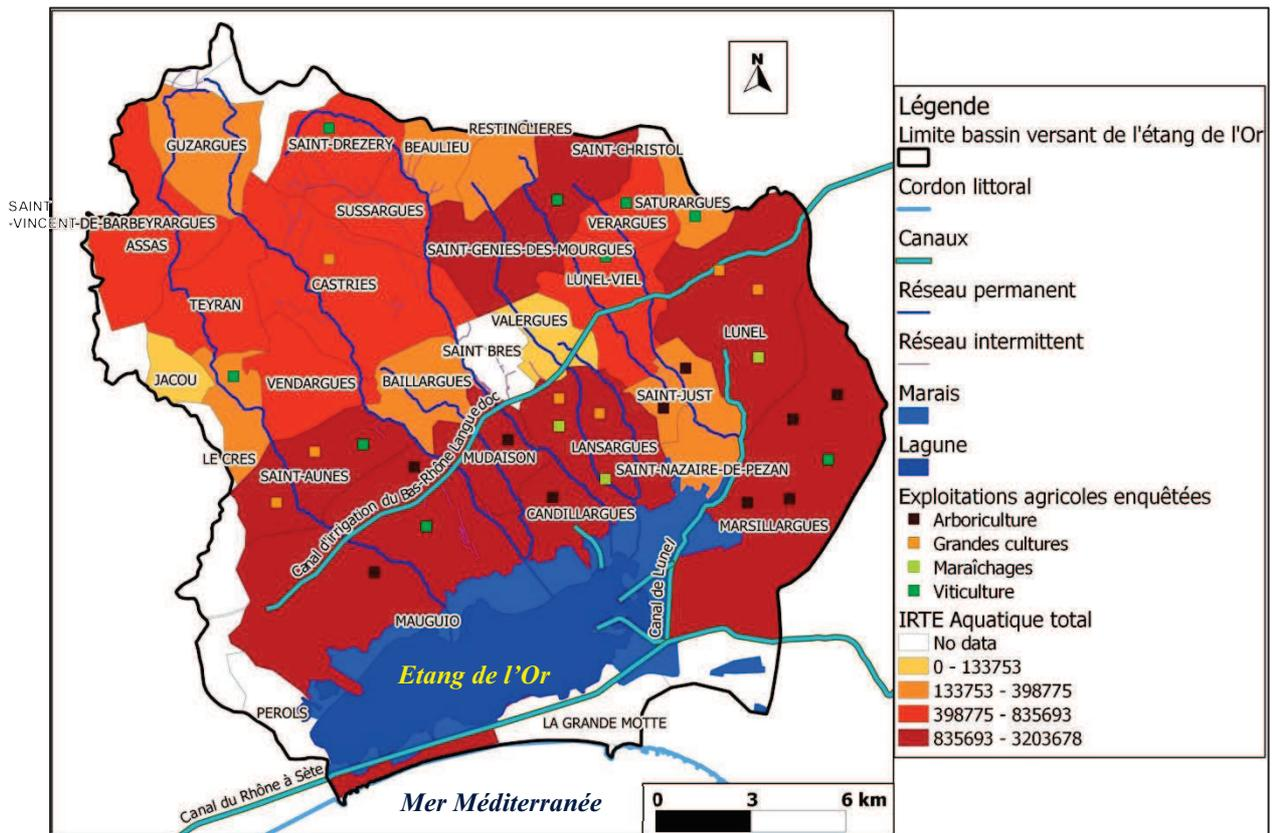 N
GUZARGUES
SAINT-DREZERY
BEAULIEU
RESTINCLIERES
SAINT-CHRISTOL
SAINT
-VINCENT-DE-BARBEYRARGUES
ASSAS
SUSSARGUES
SATURARGUES
VERARGUES
SAINT-GENIES-DES-MOURGUES
CASTRIES
LUNEL-VIEL
TEYRAN
VALERGUES
LUNEL
SAINT BRES
JACOU
VENDARGUES
BAILLARGUES
SAINT-JUST
LE CRES
SAINT-AUNES
MUDAISON
LANSARGUES
SAINT-NAZAIRE-DE-PEZAN
Canal d'irrigation du Bas-Rhône Languedoc
CANDILLARGUES
MARSILLARGUES
Canal de Lunel
MAUGUIO
Etang de l'Or
PEROLS
LA GRANDE MOTTE
Canal du Rhône à Sète
Mer Méditerranée
0 3 6 km
Légende
Limite bassin versant de l'étang de l'Or
Cordon littoral
Canaux
Réseau permanent
Réseau intermittent
Marais
Lagune
Exploitations agricoles enquêtées
Arboriculture
Grandes cultures
Maraîchages
Viticulture
IRTE Aquatique total
No data
0 - 133753
133753 - 398775
398775 - 835693
835693 - 3203678